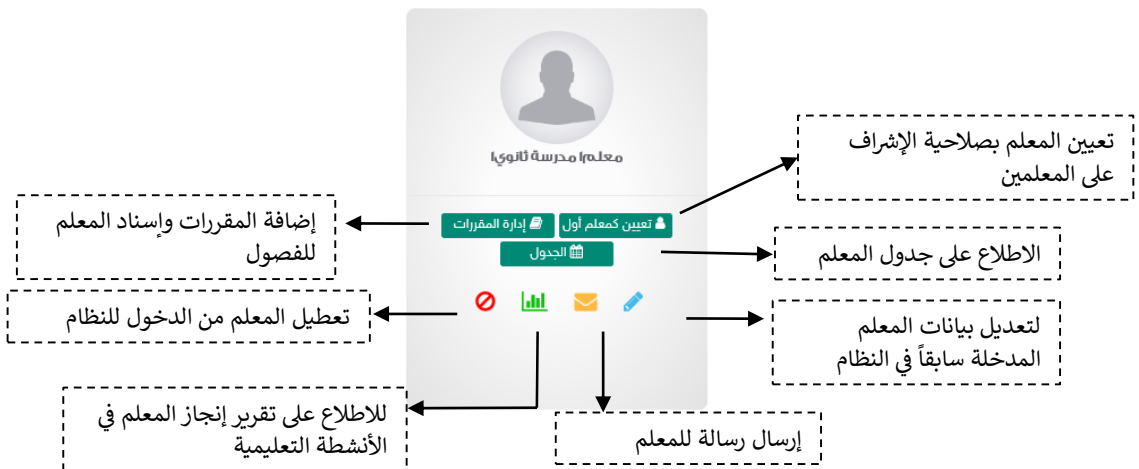 معلم1 مدرسة ثانوي1
تعيين المعلم بصلاحية الإشراف
على المعلمين
تعيين كمعلم أول
إدارة المقررات
إضافة المقررات وإسناد المعلم
للفصول
الجدول
الاطلاع على جدول المعلم
تعطيل المعلم من الدخول للنظام
لتعديل بيانات المعلم
المدخلة سابقاً في النظام
للاطلاع على تقرير إنجاز المعلم في
الأنشطة التعليمية
إرسال رسالة للمعلم